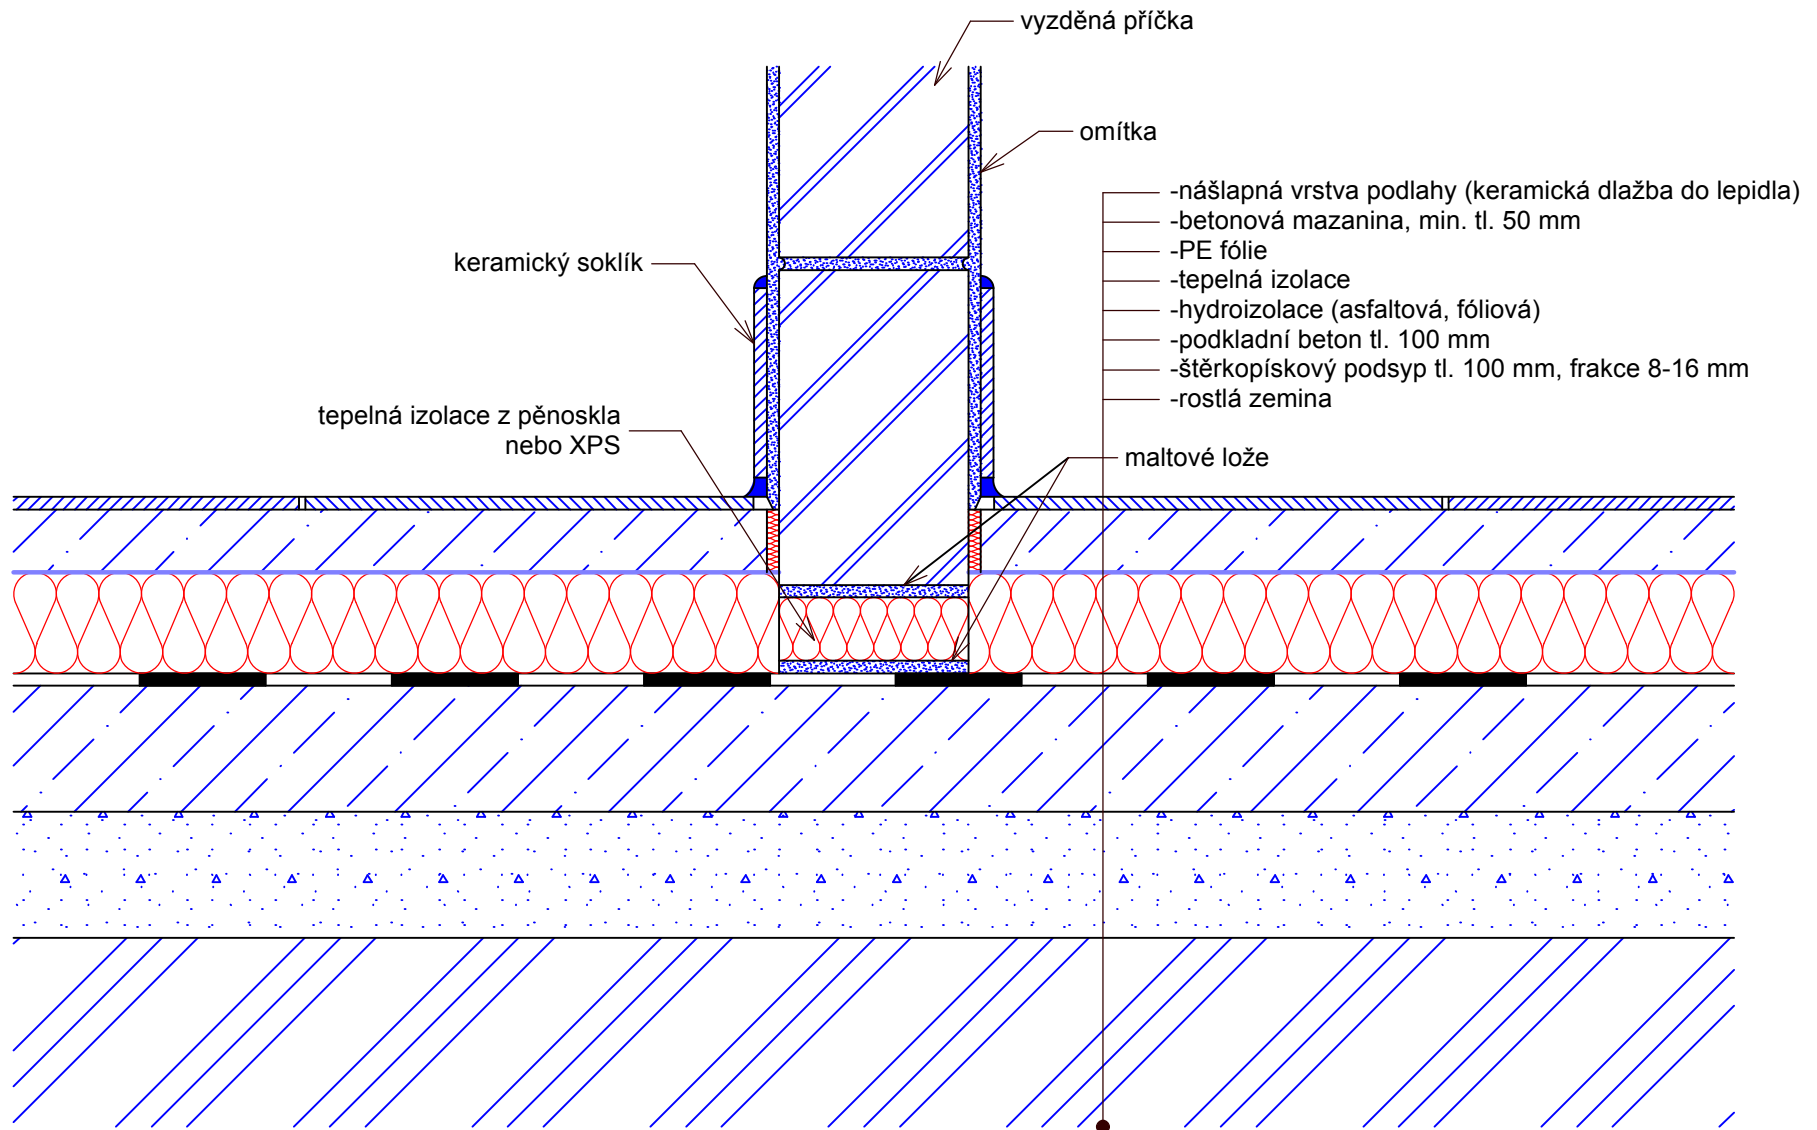 vyzděná příčka
omítka
-nášlapná vrstva podlahy (keramická dlažba do lepidla)
-betonová mazanina, min. tl. 50 mm
-PE fólie
-tepelná izolace
-hydroizolace (asfaltová, fóliová)
-podkladní beton tl. 100 mm
-štěrkopískový podsyp tl. 100 mm, frakce 8-16 mm
-rostlá zemina
keramický soklík
tepelná izolace z pěnoskla
nebo XPS
maltové lože